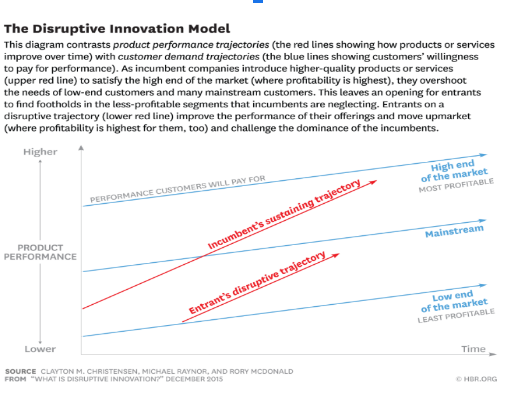 The Disruptive Innovation Model
This diagram contrasts product performance trajectories (the red lines showing how products or services
improve over time) with customer demand trajectories (the blue lines showing customers' willingness
to pay for performance). As incumbent companies introduce higher-quality products or services
(upper red line) to satisfy the high end of the market (where profitability is highest), they overshoot
the needs of low-end customers and many mainstream customers. This leaves an opening for entrants
to find footholds in the less-profitable segments that incumbents are neglecting. Entrants on a
disruptive trajectory (lower red line) improve the performance of their offerings and move upmarket
(where profitability is highest for them, too) and challenge the dominance of the incumbents.
Higher
PRODUCT
PERFORMANCE
Lower
PERFORMANCE CUSTOMERS WILL PAY FOR
Incumbent's sustaining trajectory
Entrant's disruptive trajectory
High end
of the market
MOST PROFITABLE
Mainstream
Low end
of the market
LEAST PROFITABLE
Time
SOURCE CLAYTON M. CHRISTENSEN, MICHAEL RAYNOR, AND RORY MCDONALD
FROM "WHAT IS DISRUPTIVE INNOVATION?" DECEMBER 2015
© HBR.ORG